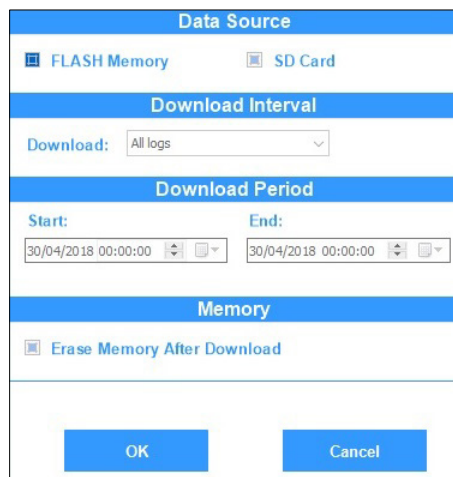 Data Source
FLASH Memory SD Card
Download Interval
Download: All logs
Download Period
Start: End:
30/04/2018 00:00:00 30/04/2018 00:00:00
Memory
Erase Memory After Download
OK Cancel